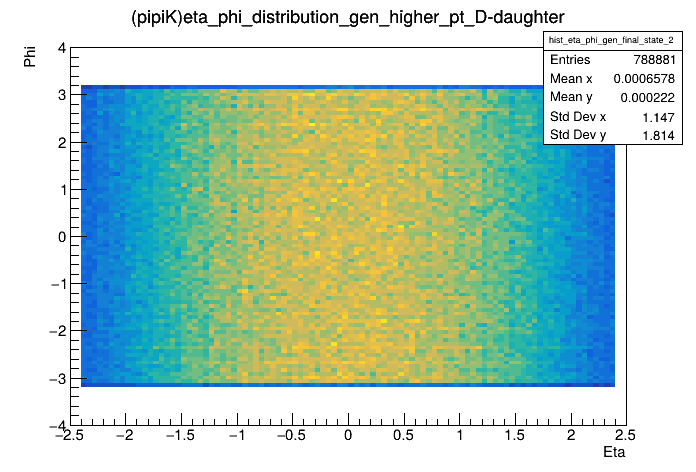 (pipiK)eta_phi_distribution_gen_higher_pt_D-daughter
hist_eta_phi_gen_final_state_2
Entries 788881
Mean x 0.0006578
Mean y 0.000222
Std Dev x 1.147
Std Dev y 1.814
Phi
4
3
2
1
0
−1
−2
−3
−4
−2.5 −2 −1.5 −1 −0.5 0 0.5 1 1.5 2 2.5
Eta